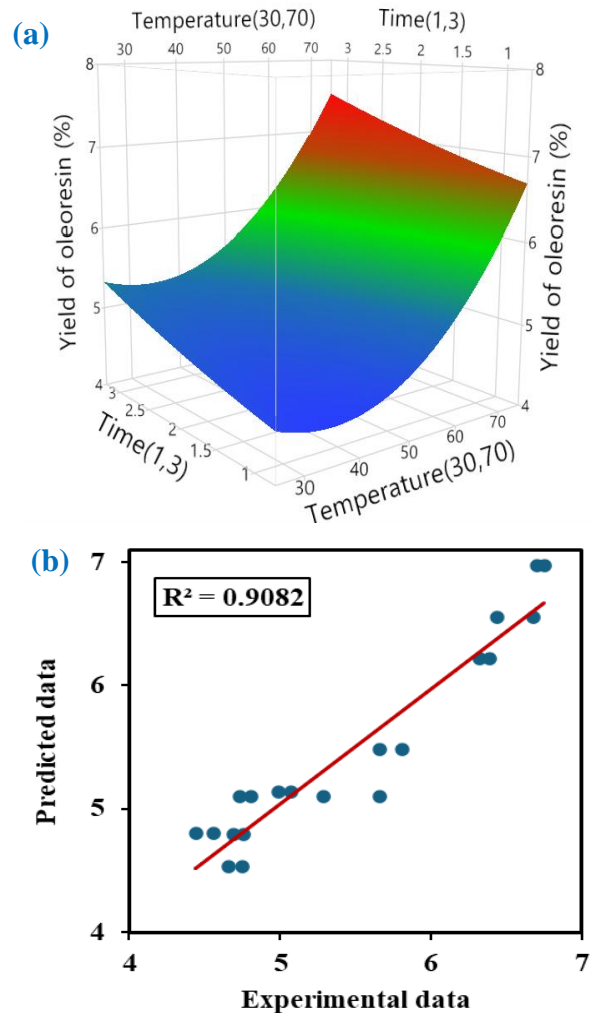 (a)
Temperature(30,70) Time(1,3)
30 40 50 60 70 3 2.5 2 1.5 1
8 8
7 7
6 6
5 5
4 4
Yield of oleoresin (%)
Yield of oleoresin (%)
3 2.5 2 1.5 1
Time(1,3)
30 40 50 60 70
Temperature(30,70)
(b)
R² = 0.9082
7
6
5
4
Predicted data
4 5 6 7
Experimental data